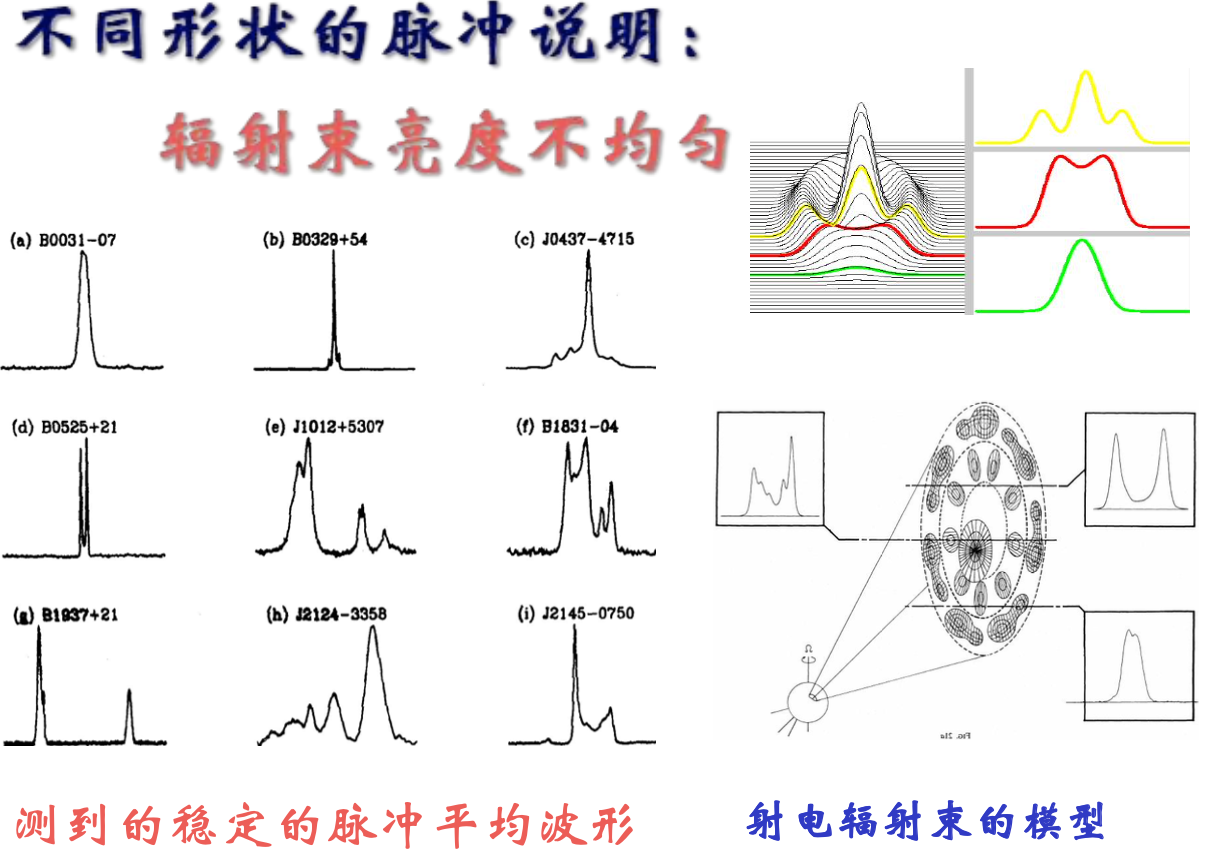 不同形状的脉冲说明：
辐射束亮度不均匀
(a) B0031-07
(b) B0329+54
(c) J0437-4715
(d) B0525+21
(e) J1012+5307
(f) B1831-04
(g) B1937+21
(h) J2124-3358
(i) J2145-0750
Ω
FIG. 21a
测到的稳定的脉冲平均波形
射电辐射束的模型